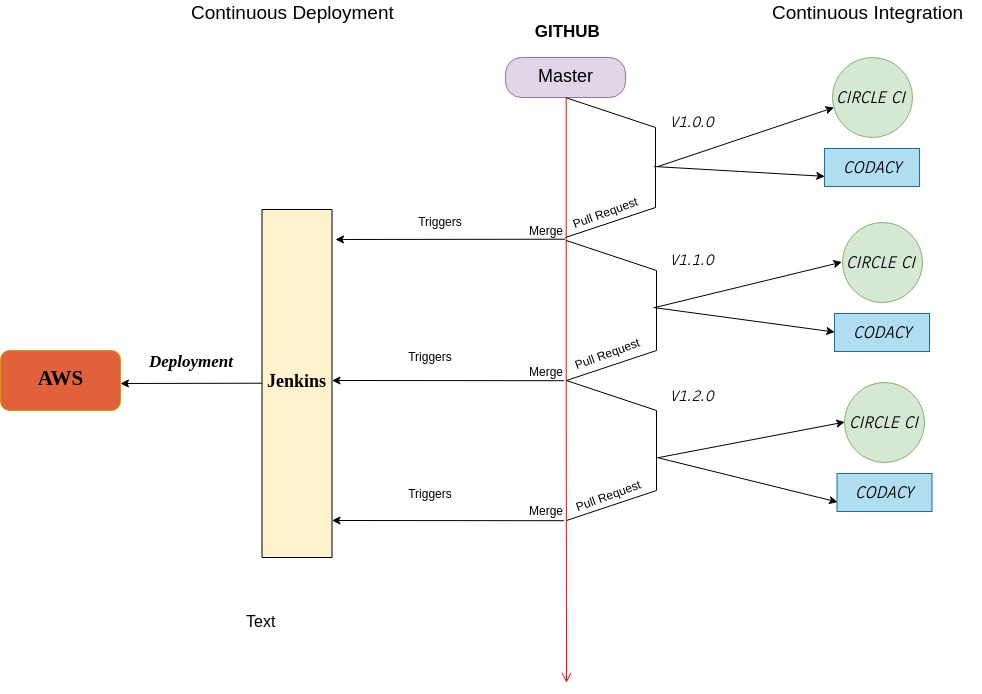 Continuous Deployment
Continuous Integration
GITHUB
Master
CIRCLE CI
V1.0.0
CODACY
Pull Request
Triggers
Merge
V1.1.0
CIRCLE CI
CODACY
Pull Request
Triggers
Merge
Deployment
AWS
Jenkins
V1.2.0
CIRCLE CI
CODACY
Pull Request
Triggers
Merge
Text